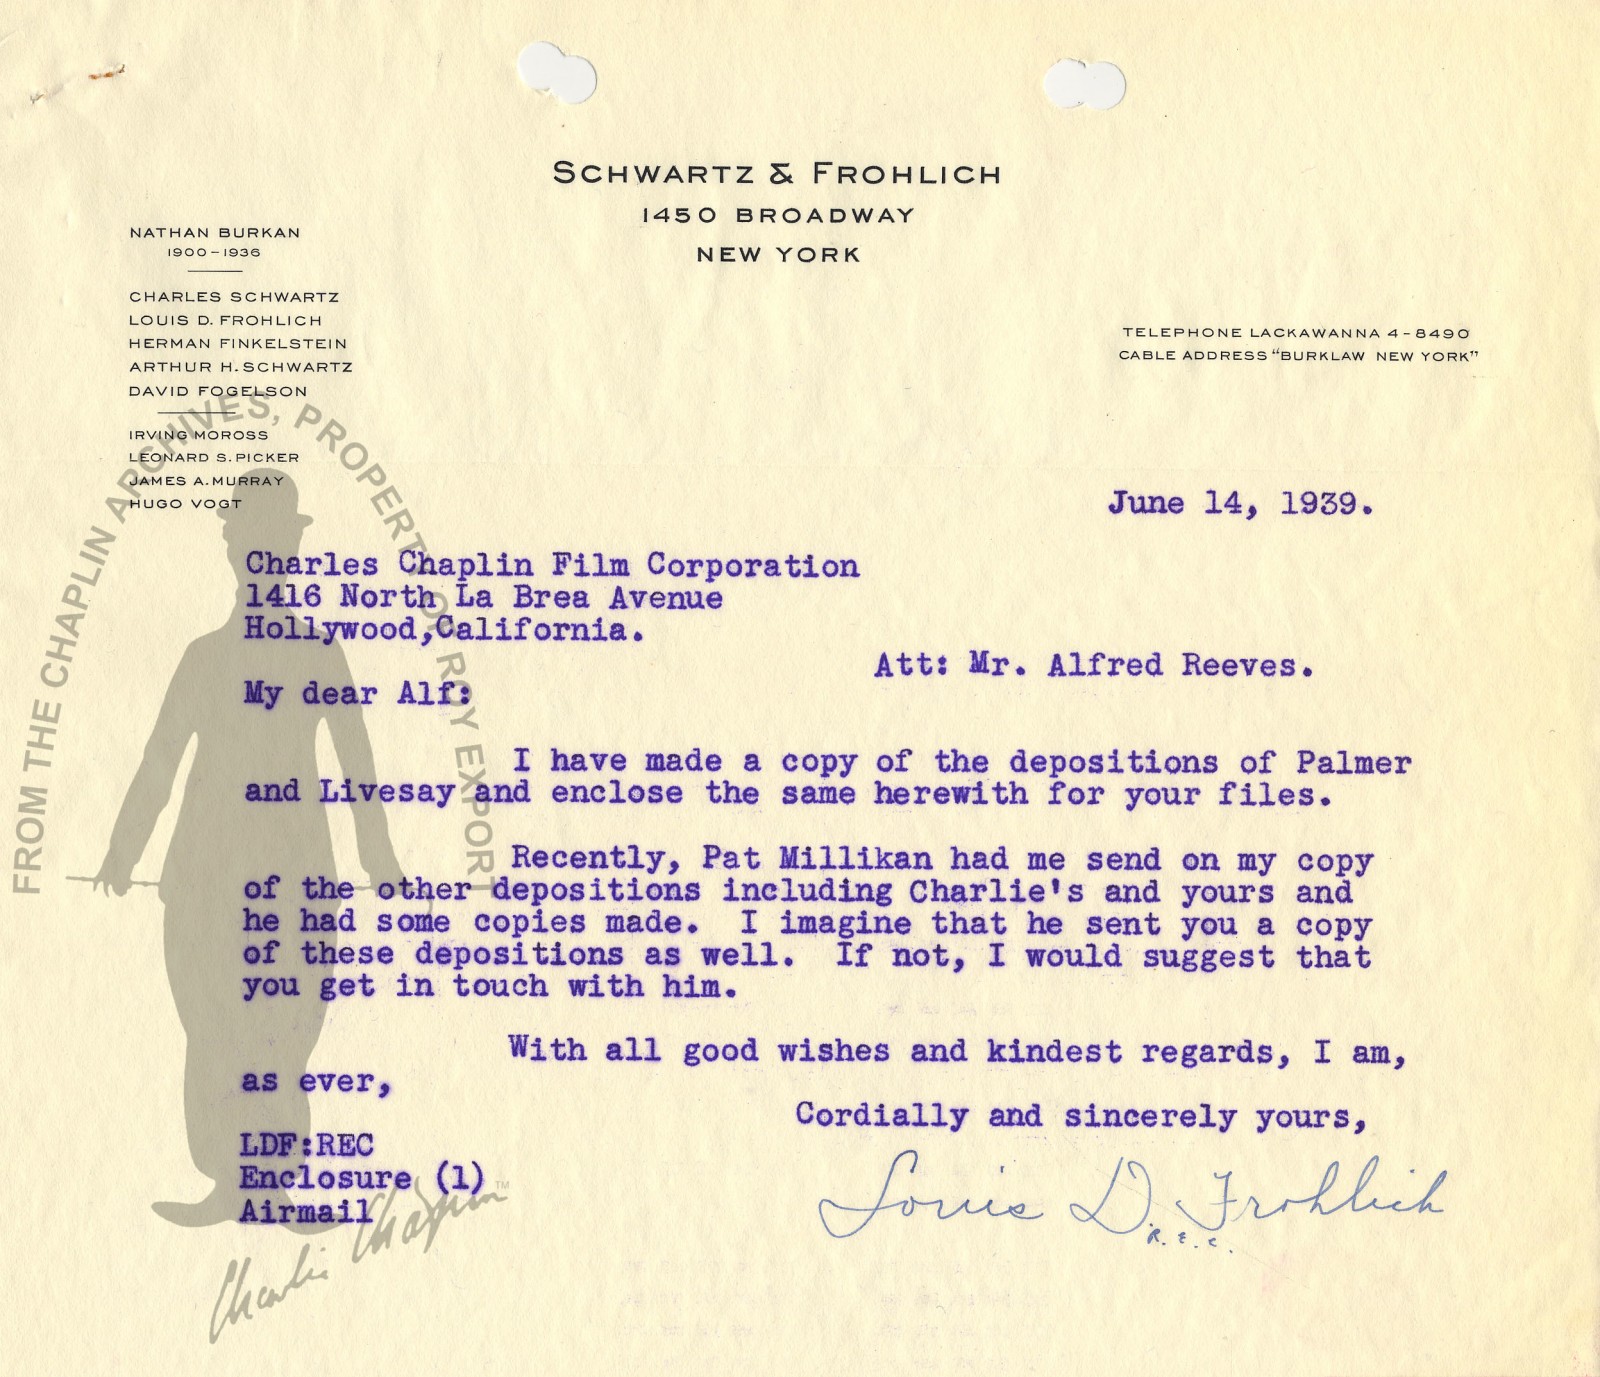 SCHWARTZ & FROHLICH
1450 BROADWAY
NEW YORK
NATHAN BURKAN
1900-1936
CHARLES SCHWARTZ
LOUIS D. FROHLICH
HERMAN FINKELSTEIN
ARTHUR H. SCHWARTZ
DAVID FOGELSON
IRVING MOROSS
LEONARD S. PICKER
JAMES A. MURRAY
HUGO VOGT
TELEPHONE LACKAWANNA 4-8490
CABLE ADDRESS "BURKLAW NEW YORK"
June 14, 1939.
Charles Chaplin Film Corporation
1416 North La Brea Avenue
Hollywood,California.
Att: Mr. Alfred Reeves.
My dear Alf:
I have made a copy of the depositions of Palmer
and Livesay and enclose the same herewith for your files.
Recently, Pat Millikan had me send on my copy
of the other depositions including Charlie's and yours and
he had some copies made. I imagine that he sent you a copy
of these depositions as well. If not, I would suggest that
you get in touch with him.
With all good wishes and kindest regards, I am,
as ever,
Cordially and sincerely yours,
LDF:REC
Enclosure (1)
Airmail
Louis D. Frohlich
R.E.C.
FROM THE CHAPLIN ARCHIVES, PROPERTY OF ROY EXPORT
Charlie Chaplin™